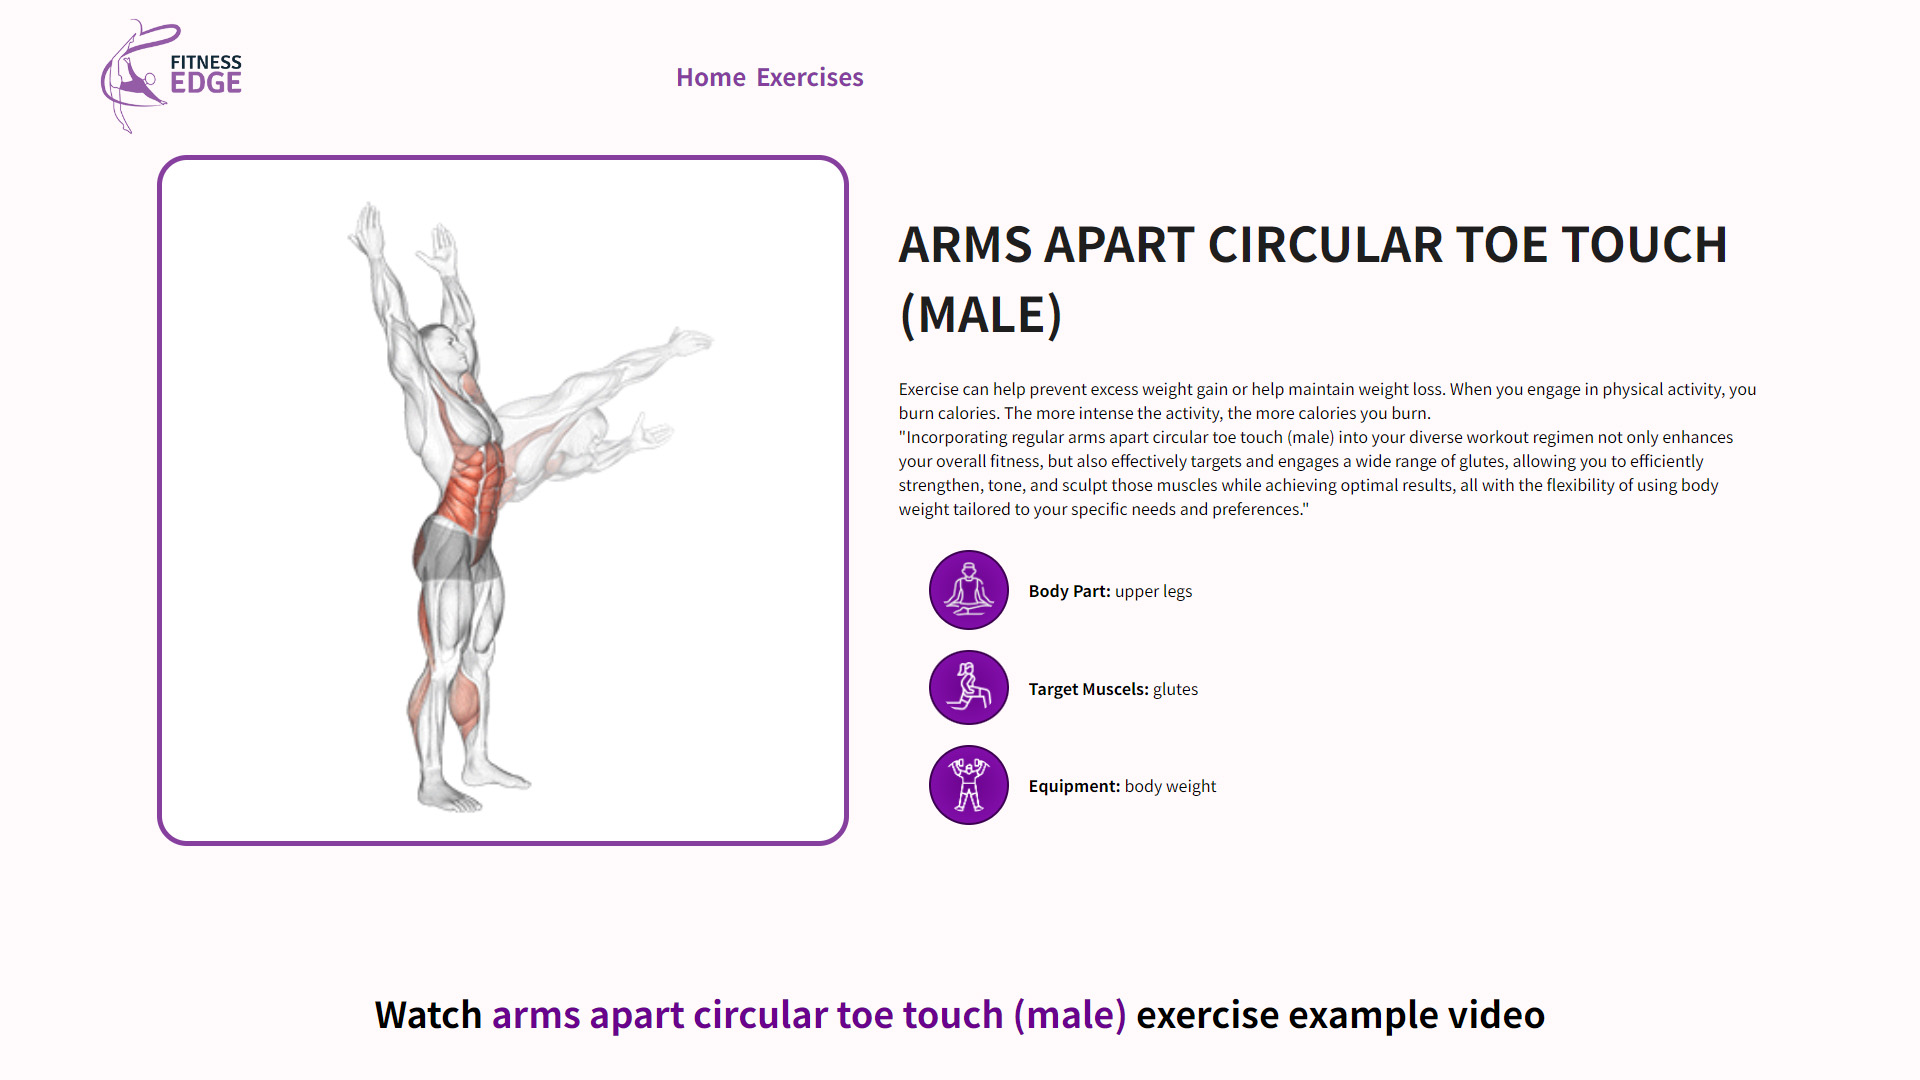 FITNESS
EDGE
Home Exercises
ARMS APART CIRCULAR TOE TOUCH
(MALE)
Exercise can help prevent excess weight gain or help maintain weight loss. When you engage in physical activity, you
burn calories. The more intense the activity, the more calories you burn.
"Incorporating regular arms apart circular toe touch (male) into your diverse workout regimen not only enhances
your overall fitness, but also effectively targets and engages a wide range of glutes, allowing you to efficiently
strengthen, tone, and sculpt those muscles while achieving optimal results, all with the flexibility of using body
weight tailored to your specific needs and preferences."
Body Part: upper legs
Target Muscels: glutes
Equipment: body weight
Watch arms apart circular toe touch (male) exercise example video